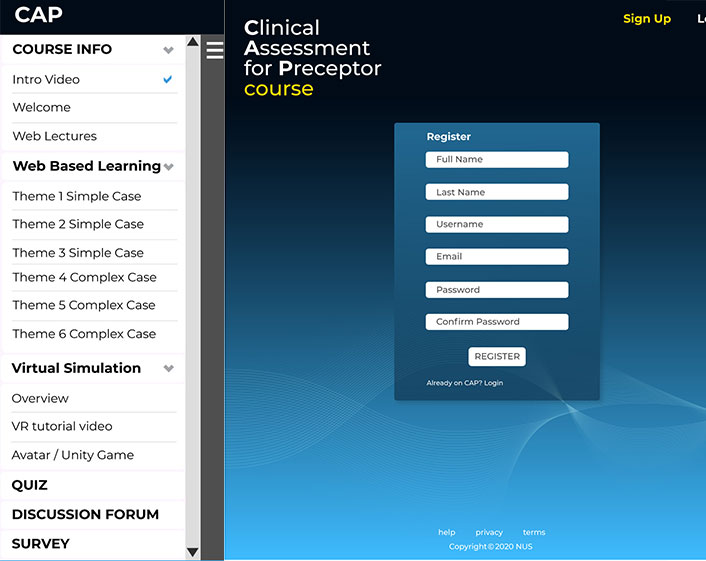 CAP
COURSE INFO
Intro Video
Welcome
Web Lectures
Web Based Learning
Theme 1 Simple Case
Theme 2 Simple Case
Theme 3 Simple Case
Theme 4 Complex Case
Theme 5 Complex Case
Theme 6 Complex Case
Virtual Simulation
Overview
VR tutorial video
Avatar / Unity Game
QUIZ
DISCUSSION FORUM
SURVEY
Clinical
Assessment
for Preceptor
course
Sign Up
Register
Full Name
Last Name
Username
Email
Password
Confirm Password
REGISTER
Already on CAP? Login
help privacy terms
Copyright © 2020 NUS